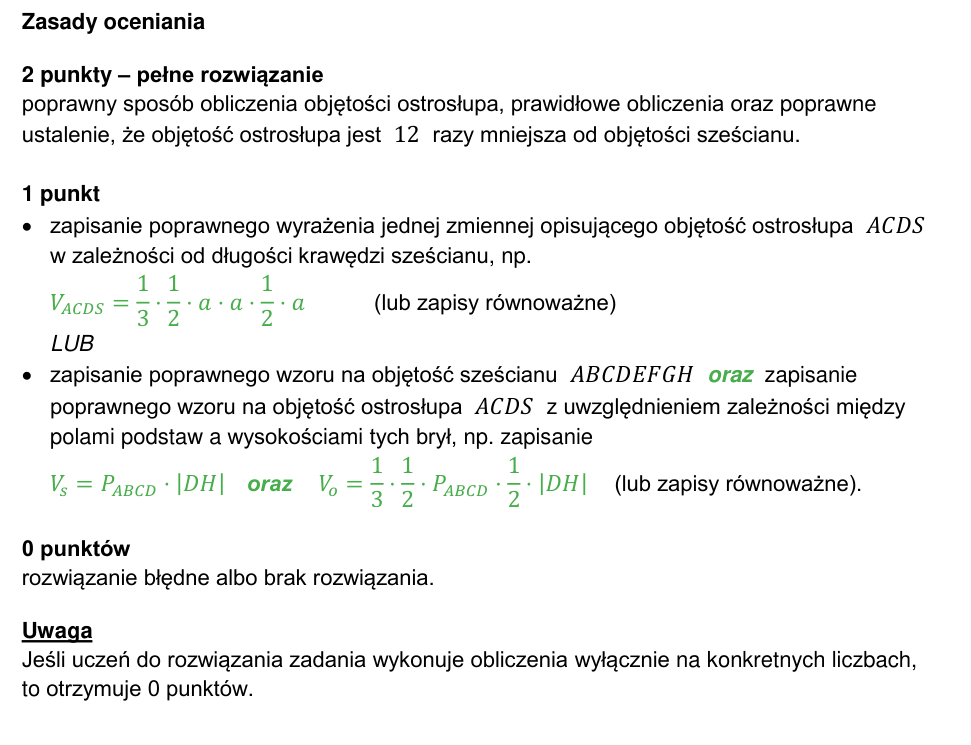 Zasady oceniania
2 punkty – pełne rozwiązanie
poprawny sposób obliczenia objętości ostrosłupa, prawidłowe obliczenia oraz poprawne
ustalenie, że objętość ostrosłupa jest 12 razy mniejsza od objętości sześcianu.
1 punkt
• zapisanie poprawnego wyrażenia jednej zmiennej opisującego objętość ostrosłupa ACDS
w zależności od długości krawędzi sześcianu, np.
V_ACDS = 1/3 · 1/2 · a · a · 1/2 · a (lub zapisy równoważne)
LUB
• zapisanie poprawnego wzoru na objętość sześcianu ABCDEFGH oraz zapisanie
poprawnego wzoru na objętość ostrosłupa ACDS z uwzględnieniem zależności między
polami podstaw a wysokościami tych brył, np. zapisanie
V_s = P_ABCD · |DH| oraz V_o = 1/3 · 1/2 · P_ABCD · 1/2 · |DH| (lub zapisy równoważne).
0 punktów
rozwiązanie błędne albo brak rozwiązania.
Uwaga
Jeśli uczeń do rozwiązania zadania wykonuje obliczenia wyłącznie na konkretnych liczbach,
to otrzymuje 0 punktów.